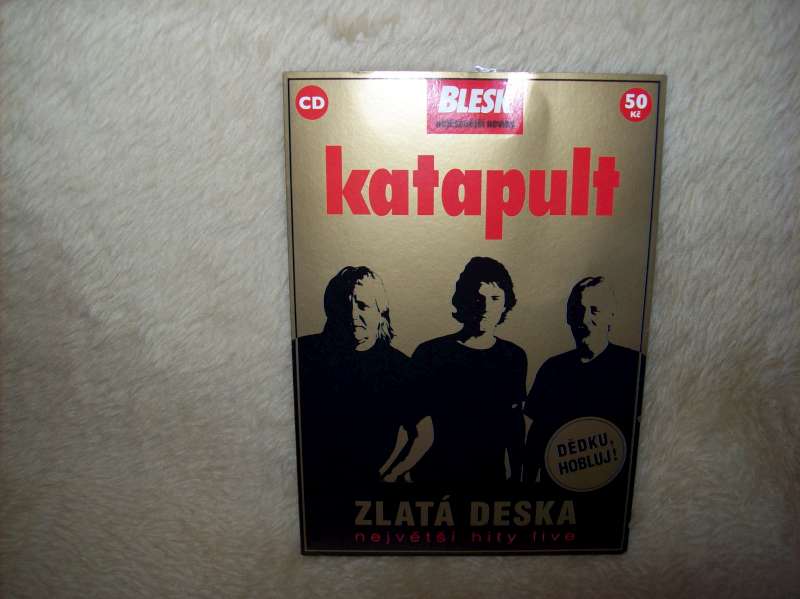 CD
BLESK
50
Kč
katapult
DĚDKU,
HOBLUJ!
ZLATÁ DESKA
největší hity live